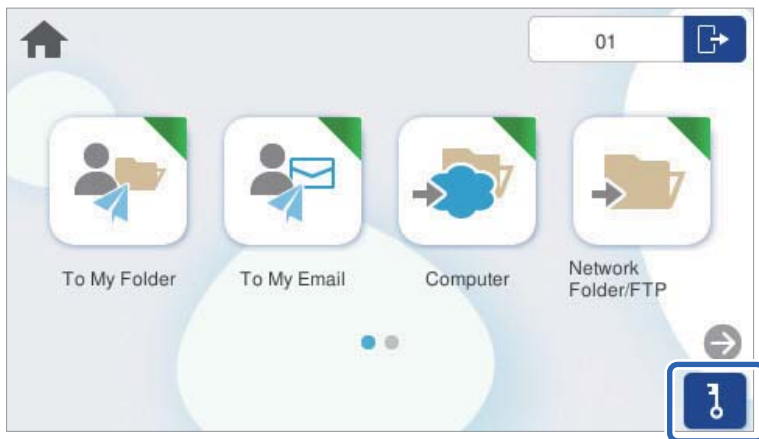 01
To My Folder
To My Email
Computer
Network
Folder/FTP